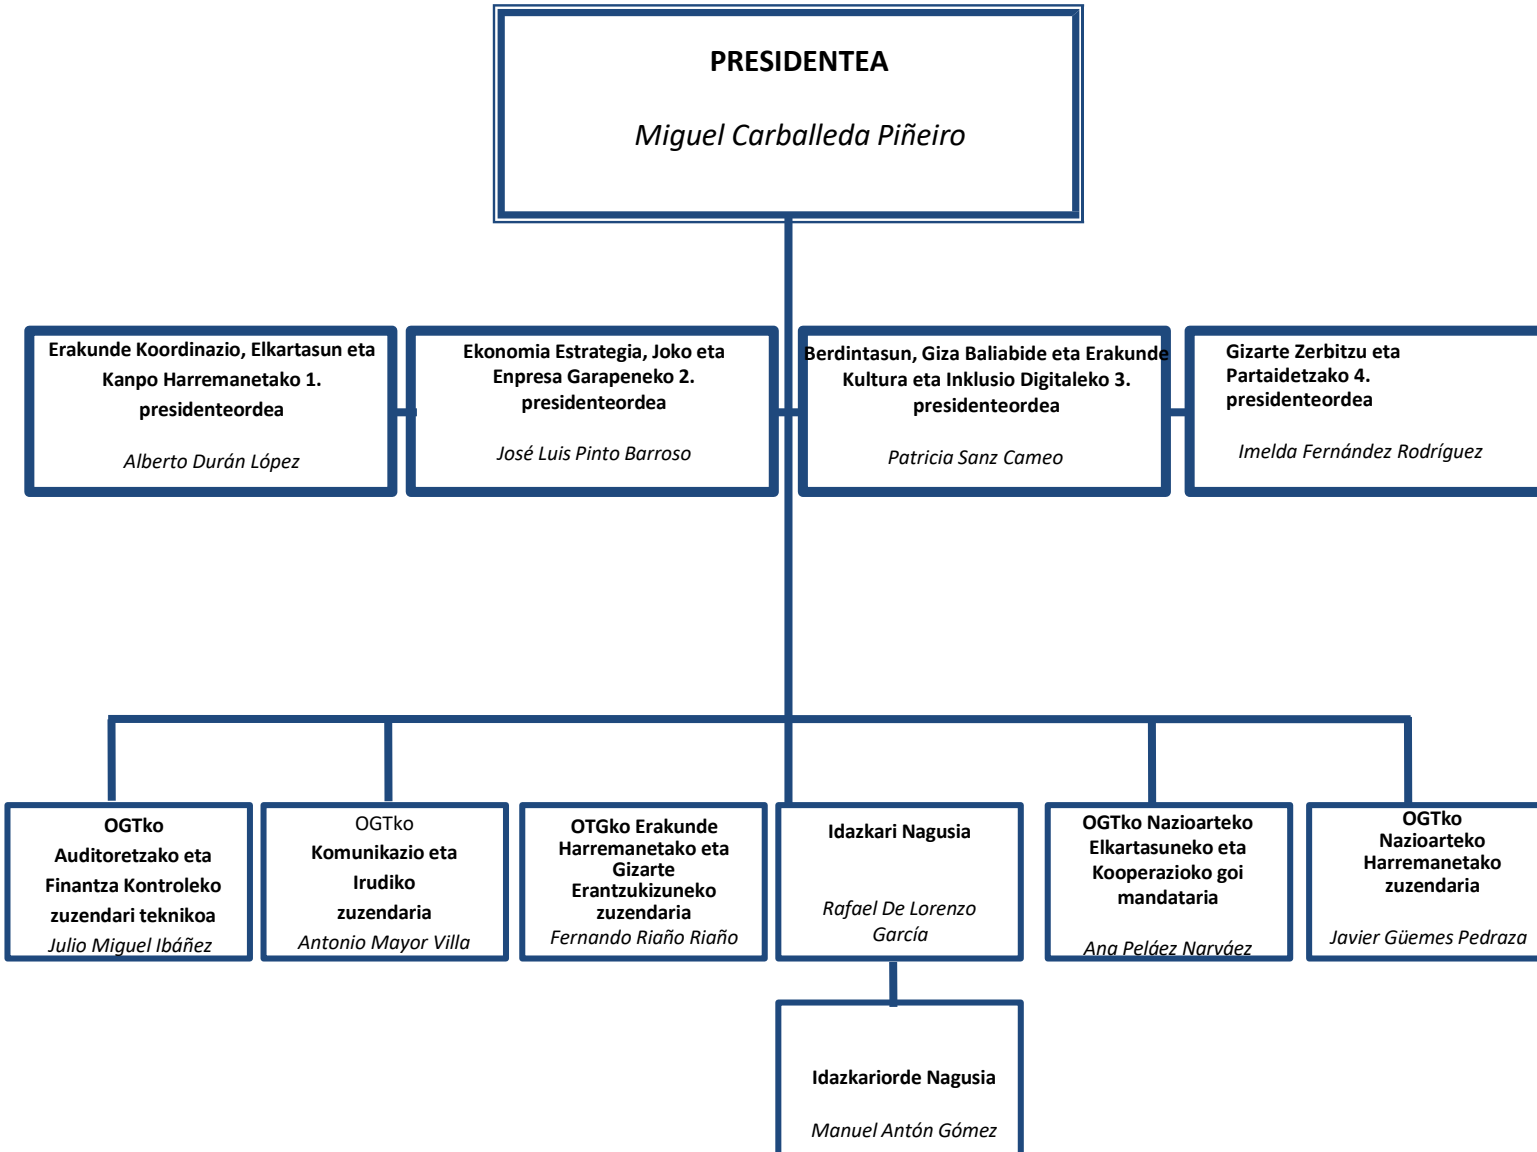 PRESIDENTEA
Miguel Carballeda Piñeiro
Erakunde Koordinazio, Elkartasun eta
Kanpo Harremanetako 1.
presidenteordea
Alberto Durán López
Ekonomia Estrategia, Joko eta
Enpresa Garapeneko 2.
presidenteordea
José Luis Pinto Barroso
Berdintasun, Giza Baliabide eta Erakunde
Kultura eta Inklusio Digitaleko 3.
presidenteordea
Patricia Sanz Cameo
Gizarte Zerbitzu eta
Partaidetzako 4.
presidenteordea
Imelda Fernández Rodríguez
OGTko
Auditoretzako eta
Finantza Kontroleko
zuzendari teknikoa
Julio Miguel Ibáñez
OGTko
Komunikazio eta
Irudiko
zuzendaria
Antonio Mayor Villa
OTGko Erakunde
Harremanetako eta
Gizarte
Erantzukizuneko
zuzendaria
Fernando Riaño Riaño
Idazkari Nagusia
Rafael De Lorenzo
García
OGTko Nazioarteko
Elkartasuneko eta
Kooperazioko goi
mandataria
Ana Peláez Narváez
OGTko
Nazioarteko
Harremanetako
zuzendaria
Javier Güemes Pedraza
Idazkariorde Nagusia
Manuel Antón Gómez